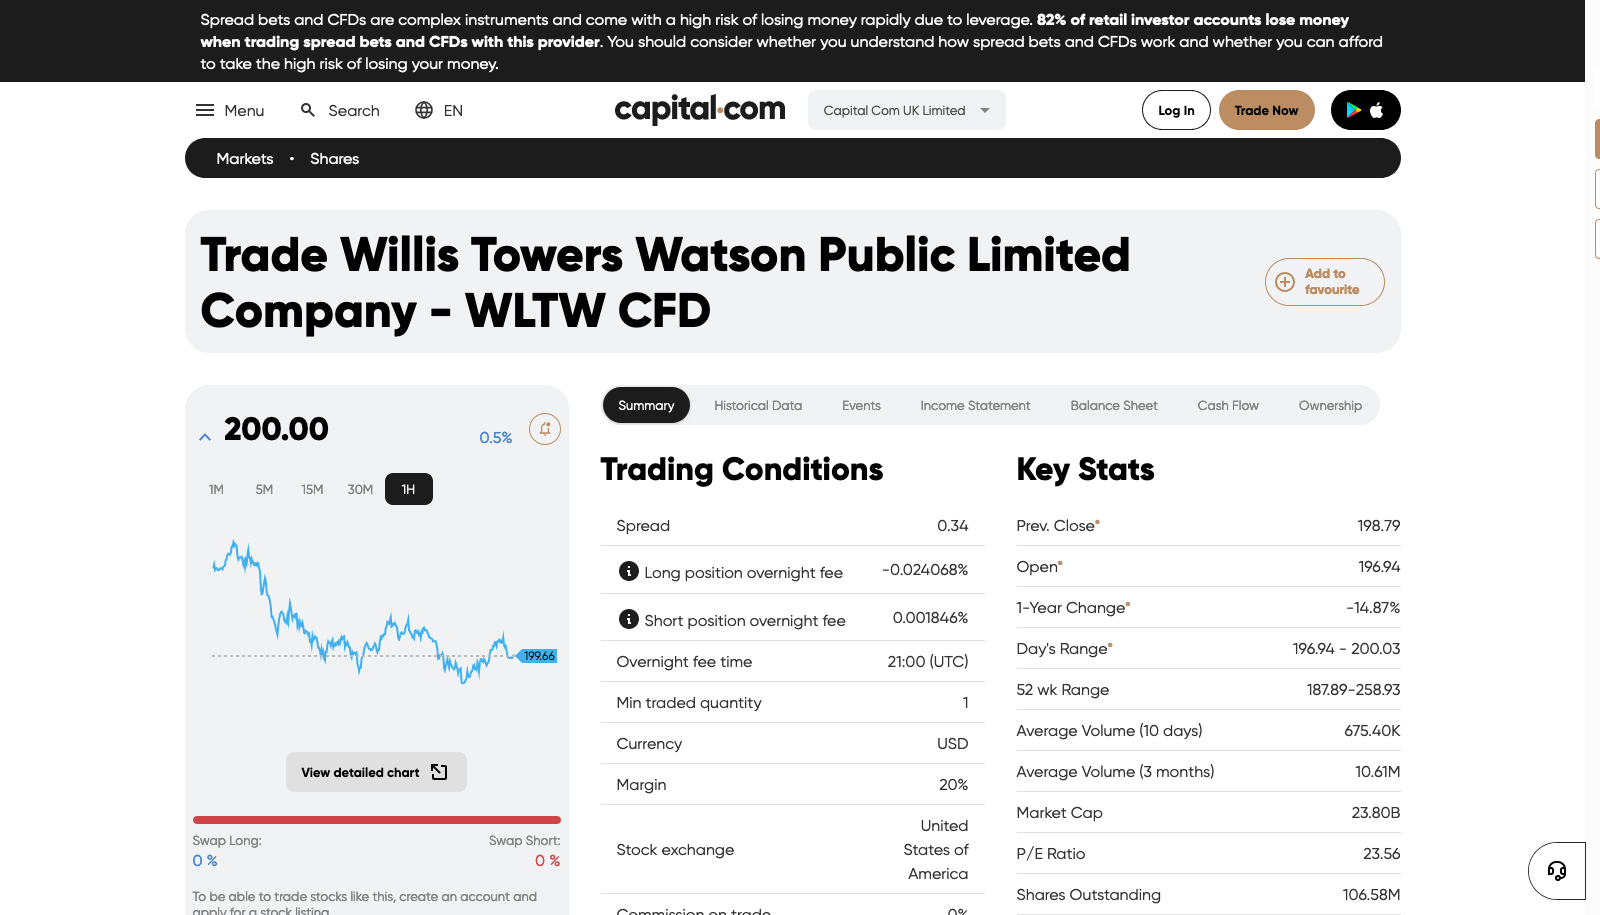 Spread bets and CFDs are complex instruments and come with a high risk of losing money rapidly due to leverage. 82% of retail investor accounts lose money
when trading spread bets and CFDs with this provider. You should consider whether you understand how spread bets and CFDs work and whether you can afford
to take the high risk of losing your money.
Menu Search EN capital.com Capital Com UK Limited Log In Trade Now
Markets • Shares
Trade Willis Towers Watson Public Limited
Company - WLTW CFD
Add to
favourite
200.00 0.5%
1M 5M 15M 30M 1H
199.66
View detailed chart
Swap Long: Swap Short:
0 % 0 %
To be able to trade stocks like this, create an account and
apply for a stock listing
Summary Historical Data Events Income Statement Balance Sheet Cash Flow Ownership
Trading Conditions
Spread 0.34
Long position overnight fee -0.024068%
Short position overnight fee 0.001846%
Overnight fee time 21:00 (UTC)
Min traded quantity 1
Currency USD
Margin 20%
Stock exchange United
States of
America
Commission on trade 0%
Key Stats
Prev. Close* 198.79
Open* 196.94
1-Year Change* -14.87%
Day's Range* 196.94 - 200.03
52 wk Range 187.89-258.93
Average Volume (10 days) 675.40K
Average Volume (3 months) 10.61M
Market Cap 23.80B
P/E Ratio 23.56
Shares Outstanding 106.58M